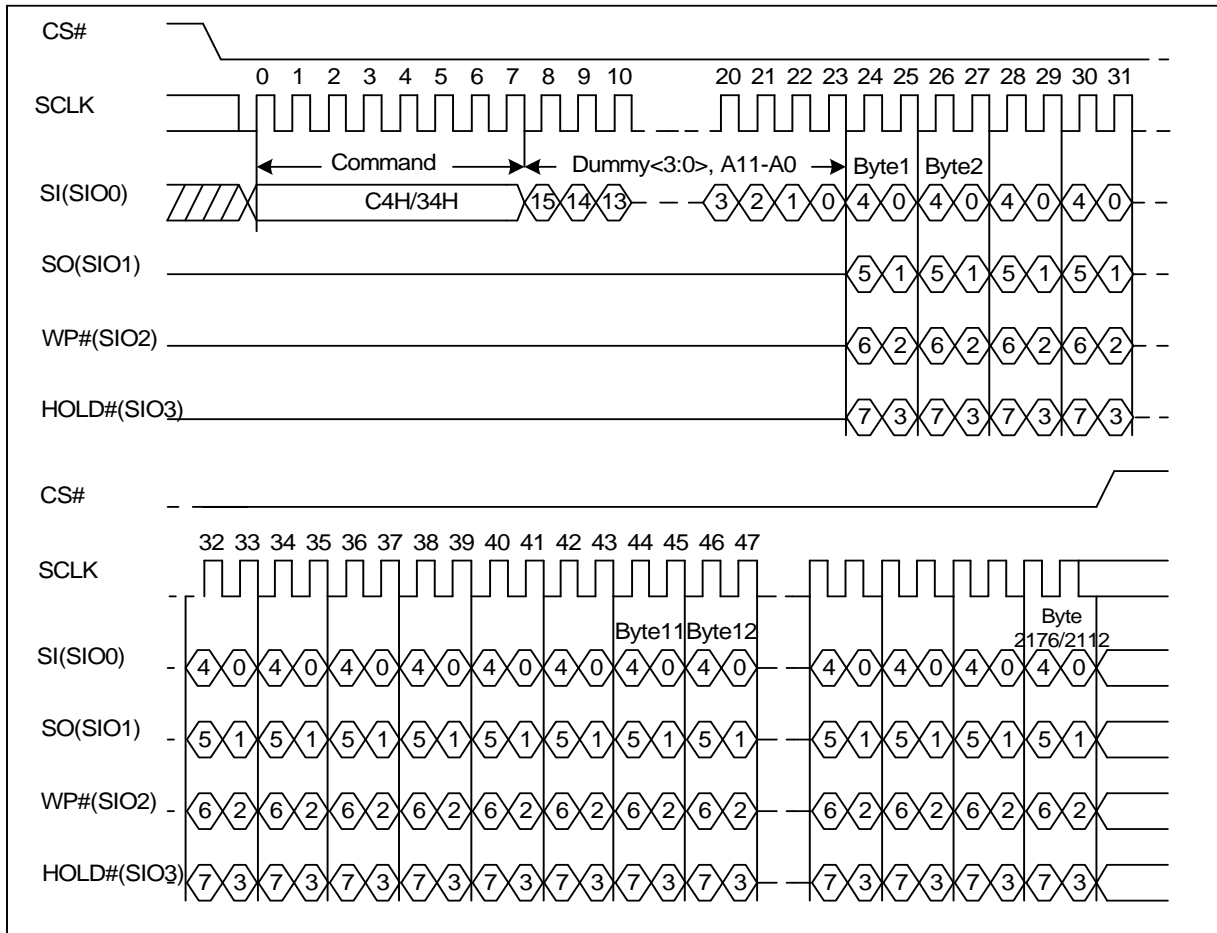 CS#
0 1 2 3 4 5 6 7 8 9 10 20 21 22 23 24 25 26 27 28 29 30 31
SCLK
Command Dummy<3:0>, A11-A0 Byte1 Byte2
SI(SIO0) C4H/34H 15 14 13 3 2 1 0 4 0 4 0 4 0 4 0
SO(SIO1) 5 1 5 1 5 1 5 1
WP#(SIO2) 6 2 6 2 6 2 6 2
HOLD#(SIO3) 7 3 7 3 7 3 7 3
CS#
32 33 34 35 36 37 38 39 40 41 42 43 44 45 46 47
SCLK
Byte11 Byte12 Byte
2176/2112
SI(SIO0) 4 0 4 0 4 0 4 0 4 0 4 0 4 0 4 0 4 0 4 0 4 0 4 0
SO(SIO1) 5 1 5 1 5 1 5 1 5 1 5 1 5 1 5 1 5 1 5 1 5 1 5 1
WP#(SIO2) 6 2 6 2 6 2 6 2 6 2 6 2 6 2 6 2 6 2 6 2 6 2 6 2
HOLD#(SIO3) 7 3 7 3 7 3 7 3 7 3 7 3 7 3 7 3 7 3 7 3 7 3 7 3